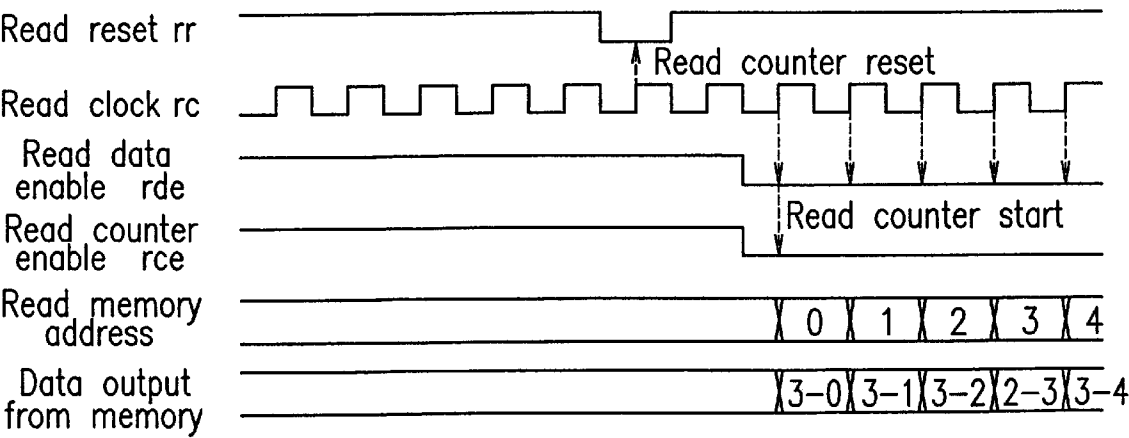 Read reset rr
Read counter reset
Read clock rc
Read data
enable rde
Read counter start
Read counter
enable rce
Read memory
address
0 1 2 3 4
Data output
from memory
3-0 3-1 3-2 2-3 3-4